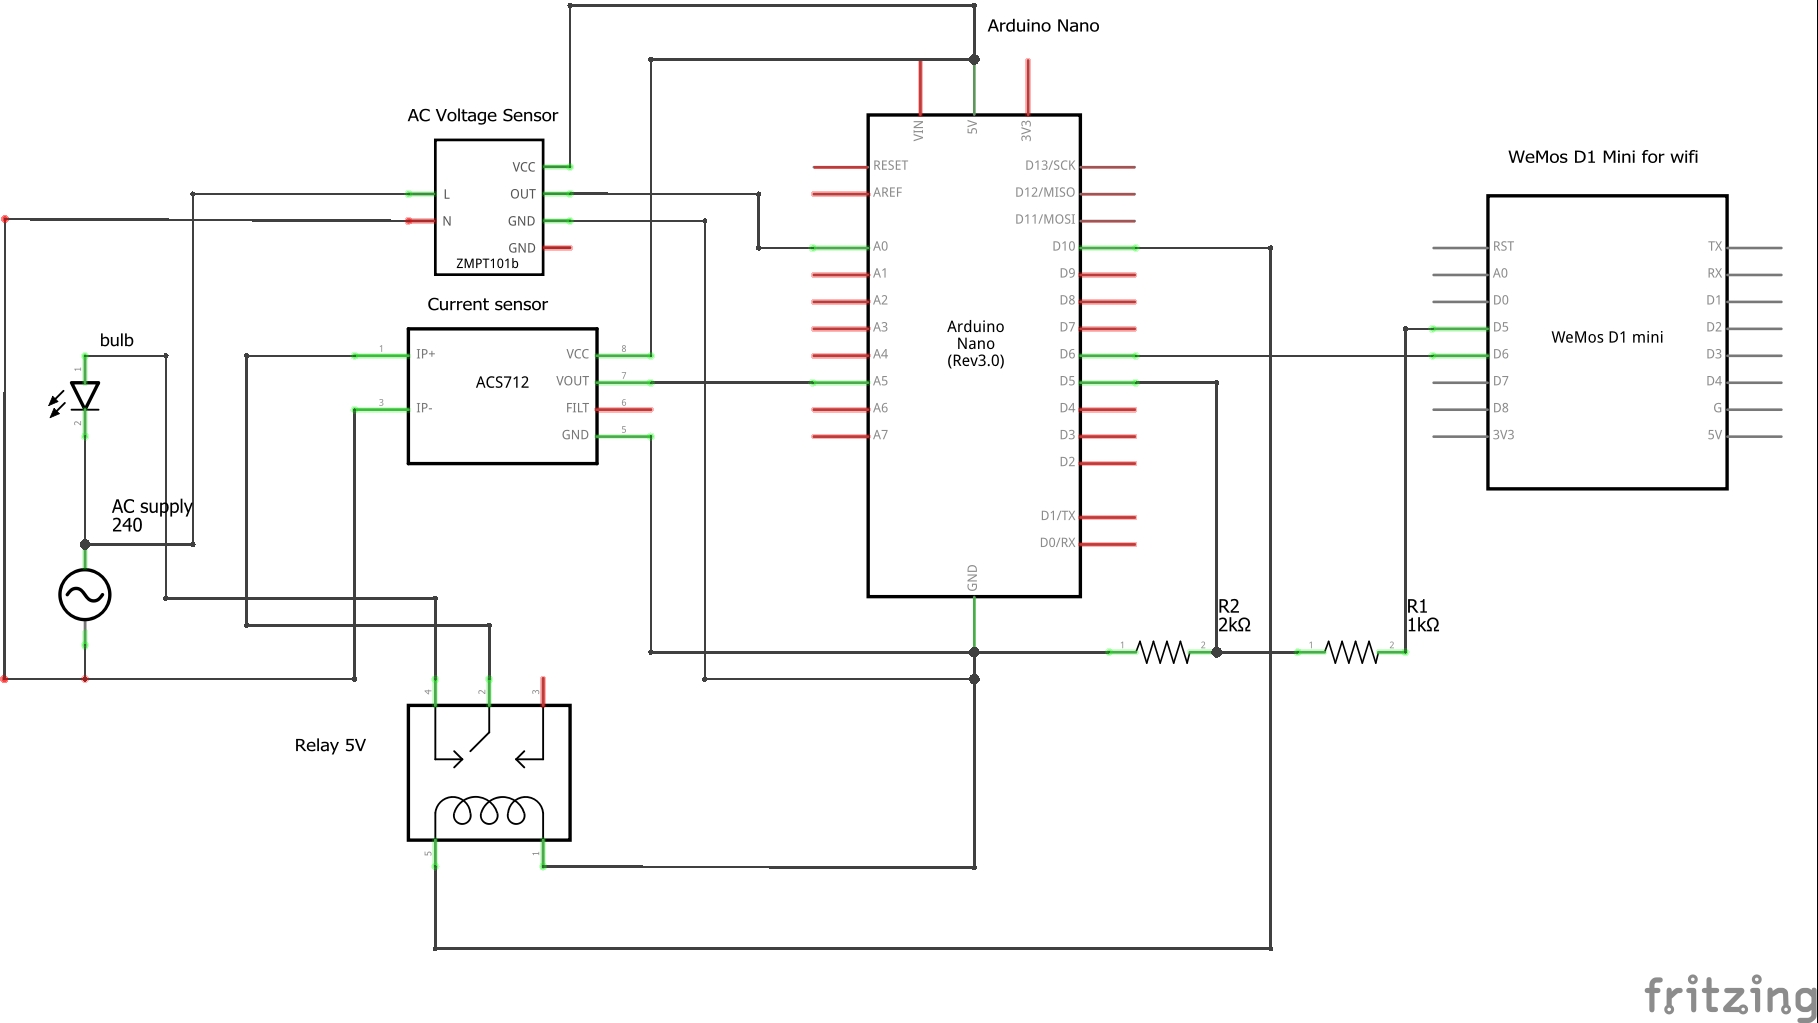 Arduino Nano
AC Voltage Sensor
VCC
L
OUT
N
GND
GND
ZMPT101b
Current sensor
1
IP+
VCC
8
ACS712
VOUT
7
FILT
6
3
IP-
GND
5
bulb
1
2
AC supply
240
VIN
5V
3V3
RESET
AREF
A0
A1
A2
A3
A4
A5
A6
A7
Arduino
Nano
(Rev3.0)
D13/SCK
D12/MISO
D11/MOSI
D10
D9
D8
D7
D6
D5
D4
D3
D2
D1/TX
D0/RX
GND
WeMos D1 Mini for wifi
RST
A0
D0
D5
D6
D7
D8
3V3
WeMos D1 mini
TX
RX
D1
D2
D3
D4
G
5V
R2
2kΩ
1
2
R1
1kΩ
1
2
Relay 5V
4
2
3
5
1
fritzing